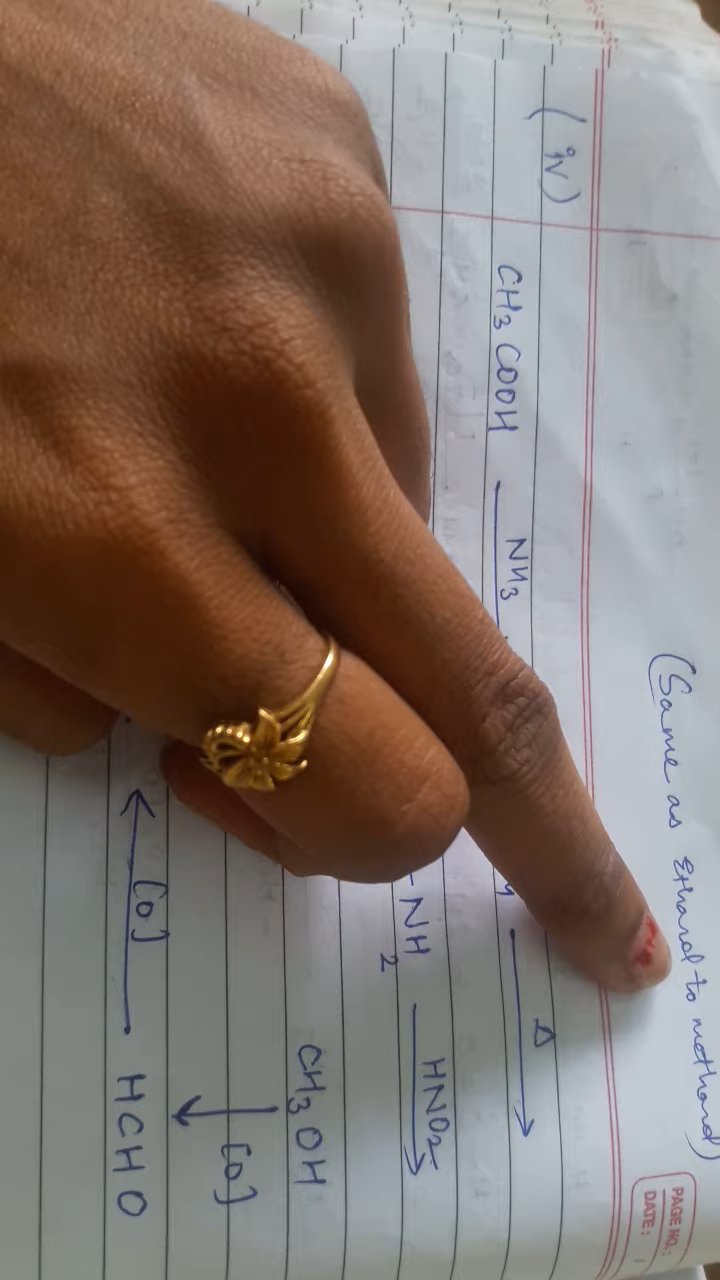 PAGE NO.:
DATE:
(Same as Ethanol to methanol)
(iv) CH3COOH NH3 Δ
-NH2 HNO2
CH3OH
[O]
[O] HCHO